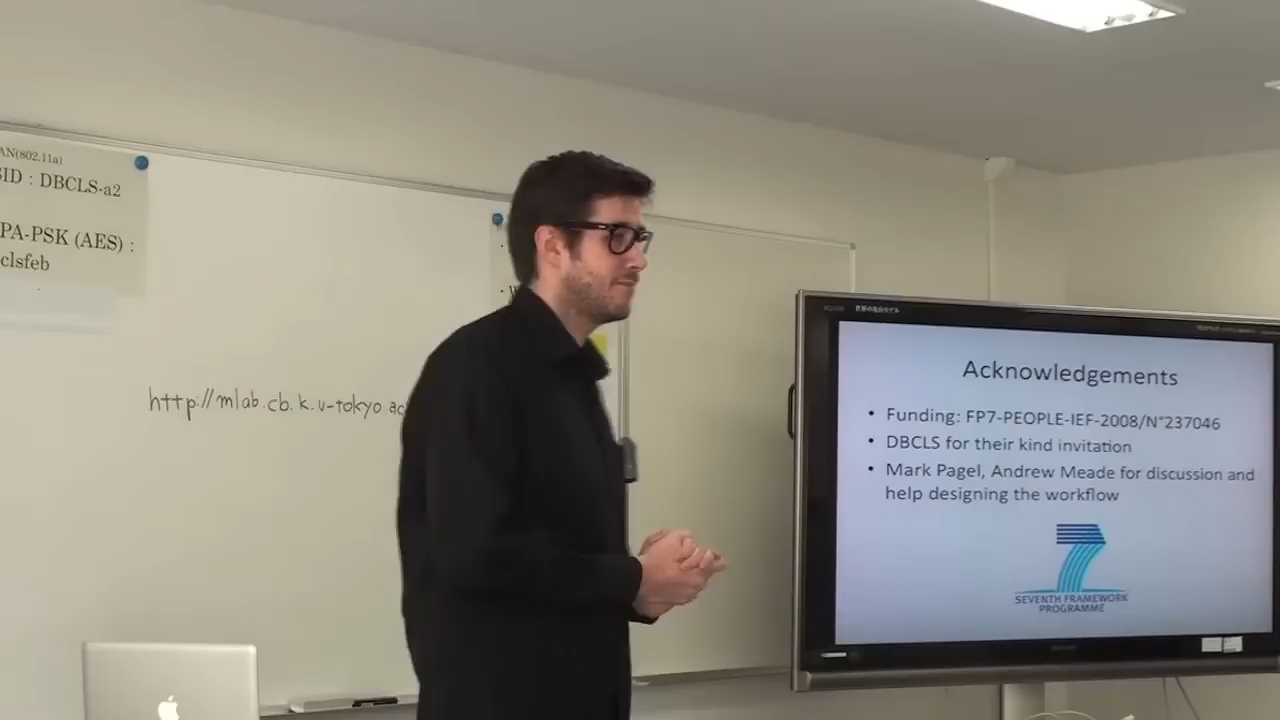 AN(802.11a)
SID : DBCLS-a2
PA-PSK (AES) :
clsfeb
http://mlab.cb.k.u-tokyo.ac
Acknowledgements
• Funding: FP7-PEOPLE-IEF-2008/N°237046
• DBCLS for their kind invitation
• Mark Pagel, Andrew Meade for discussion and
help designing the workflow
SEVENTH FRAMEWORK
PROGRAMME